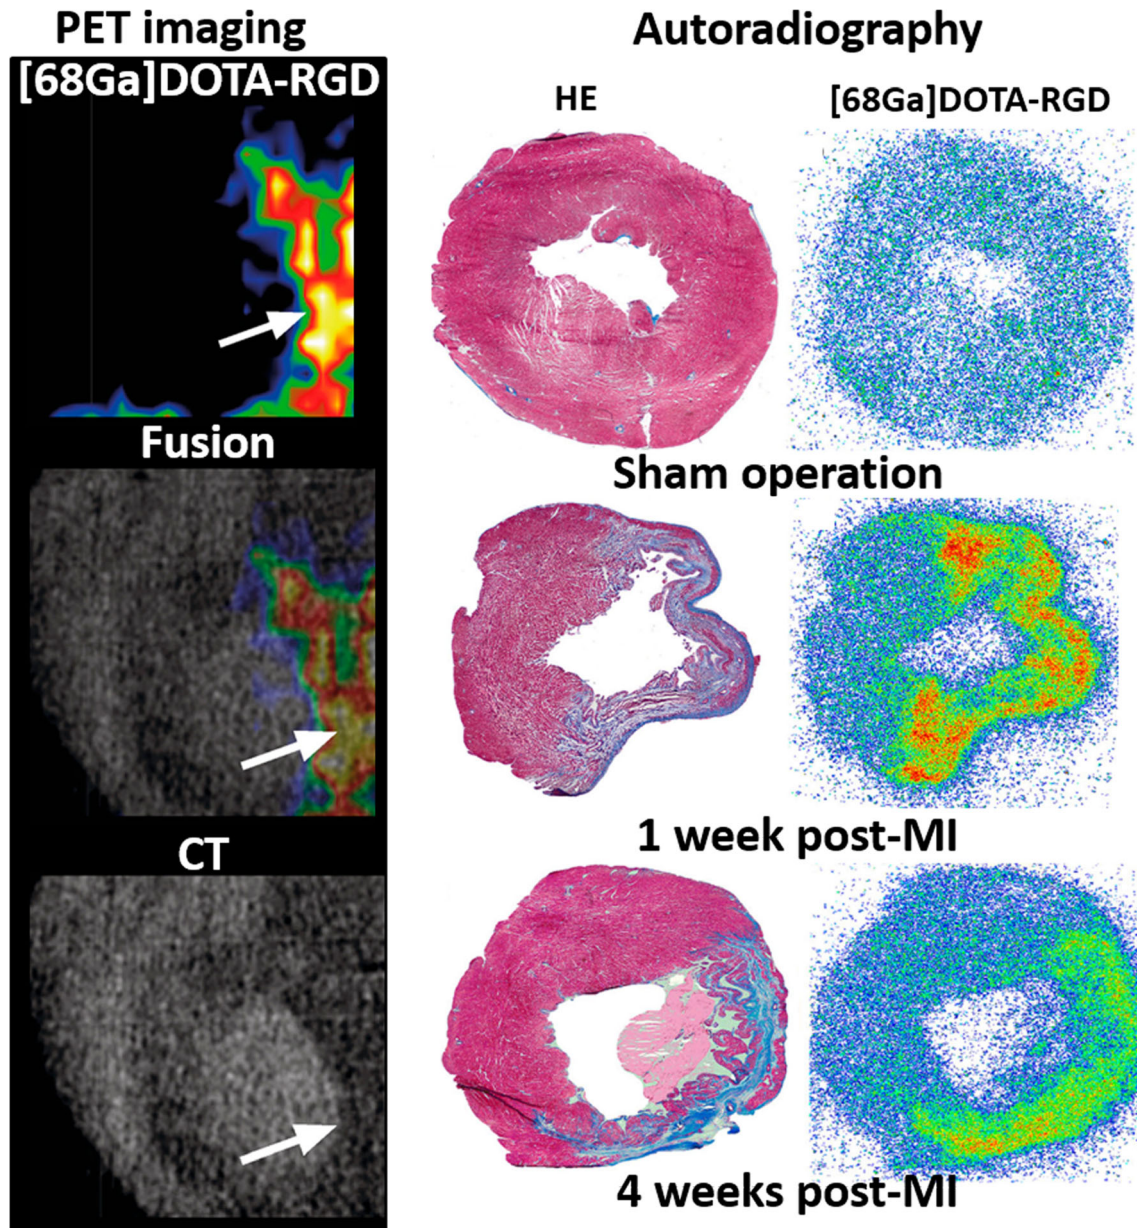 PET imaging
[68Ga]DOTA-RGD
Fusion
CT
Autoradiography
HE
[68Ga]DOTA-RGD
Sham operation
1 week post-MI
4 weeks post-MI